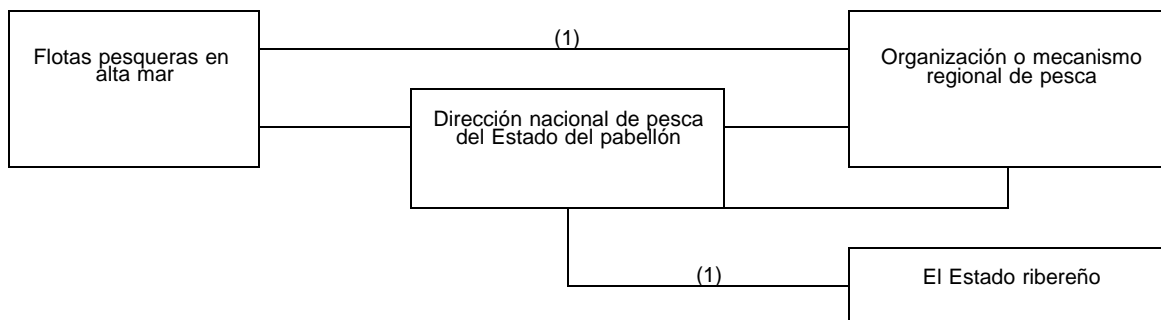 Flotas pesqueras en
alta mar
(1)
Organización o mecanismo
regional de pesca
Dirección nacional de pesca
del Estado del pabellón
(1)
El Estado ribereño